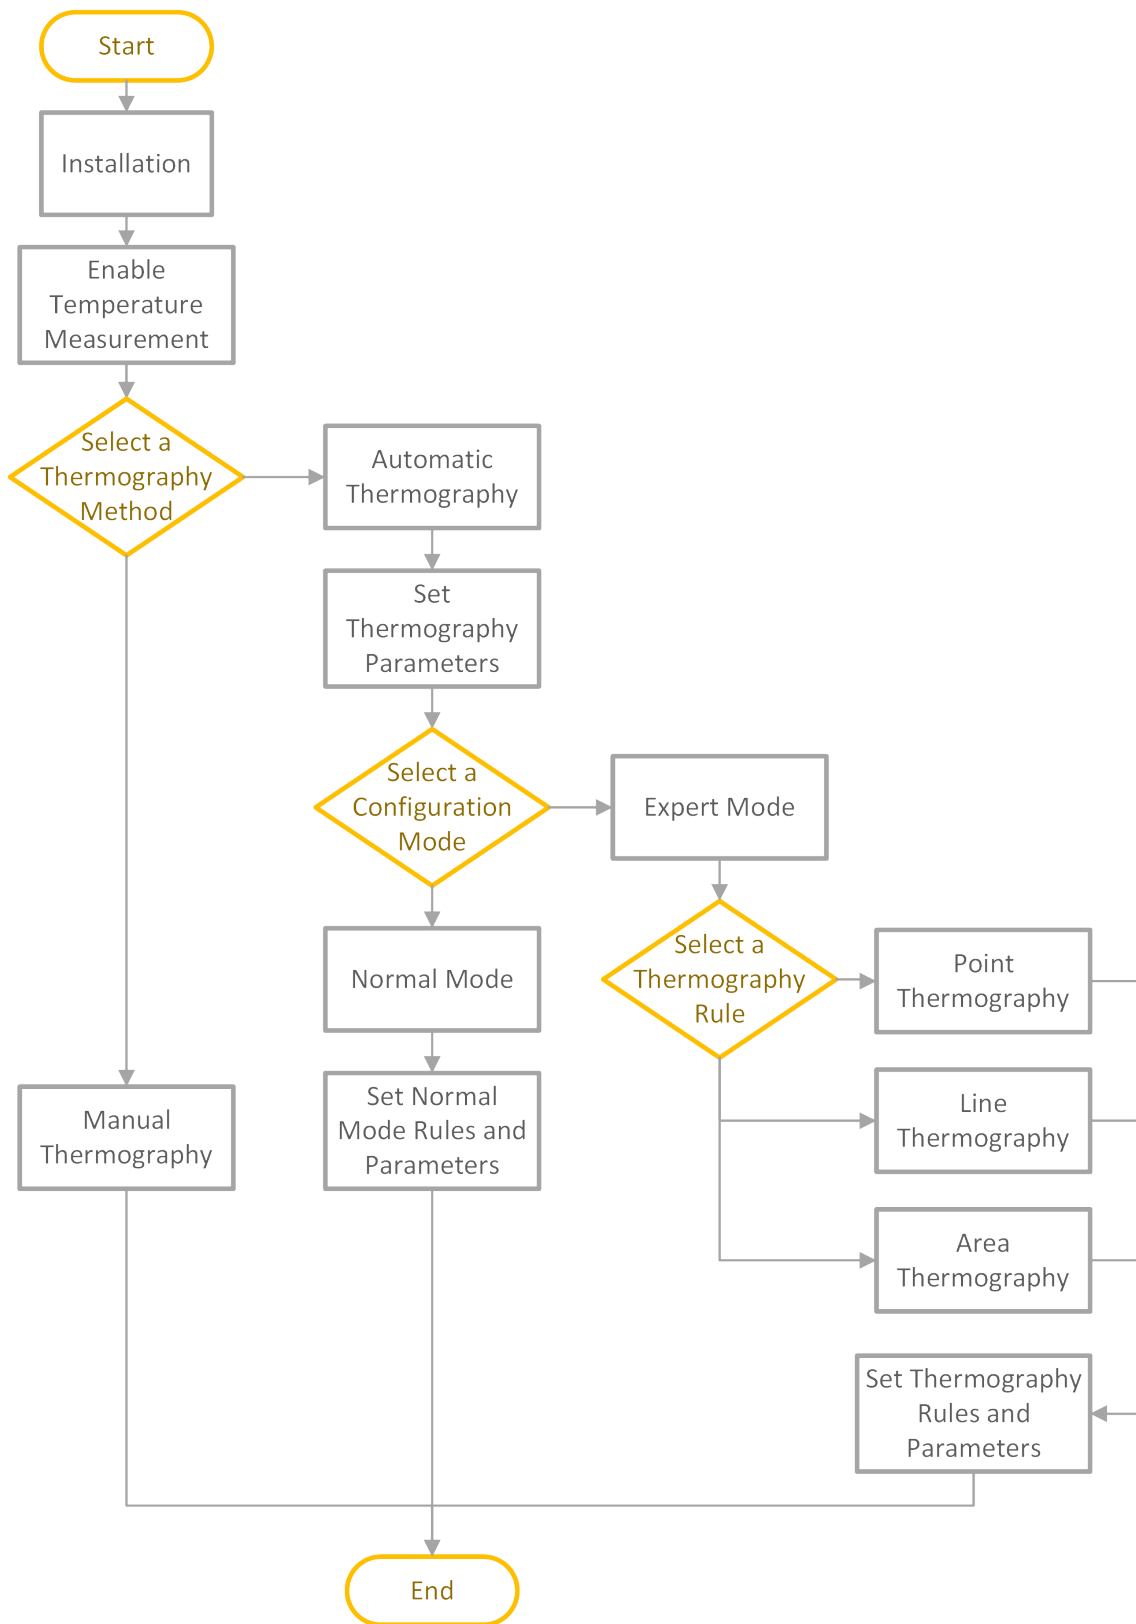 Start
Installation
Enable
Temperature
Measurement
Select a
Thermography
Method
Automatic
Thermography
Set
Thermography
Parameters
Select a
Configuration
Mode
Expert Mode
Normal Mode
Select a
Thermography
Rule
Point
Thermography
Line
Thermography
Area
Thermography
Manual
Thermography
Set Normal
Mode Rules and
Parameters
Set Thermography
Rules and
Parameters
End